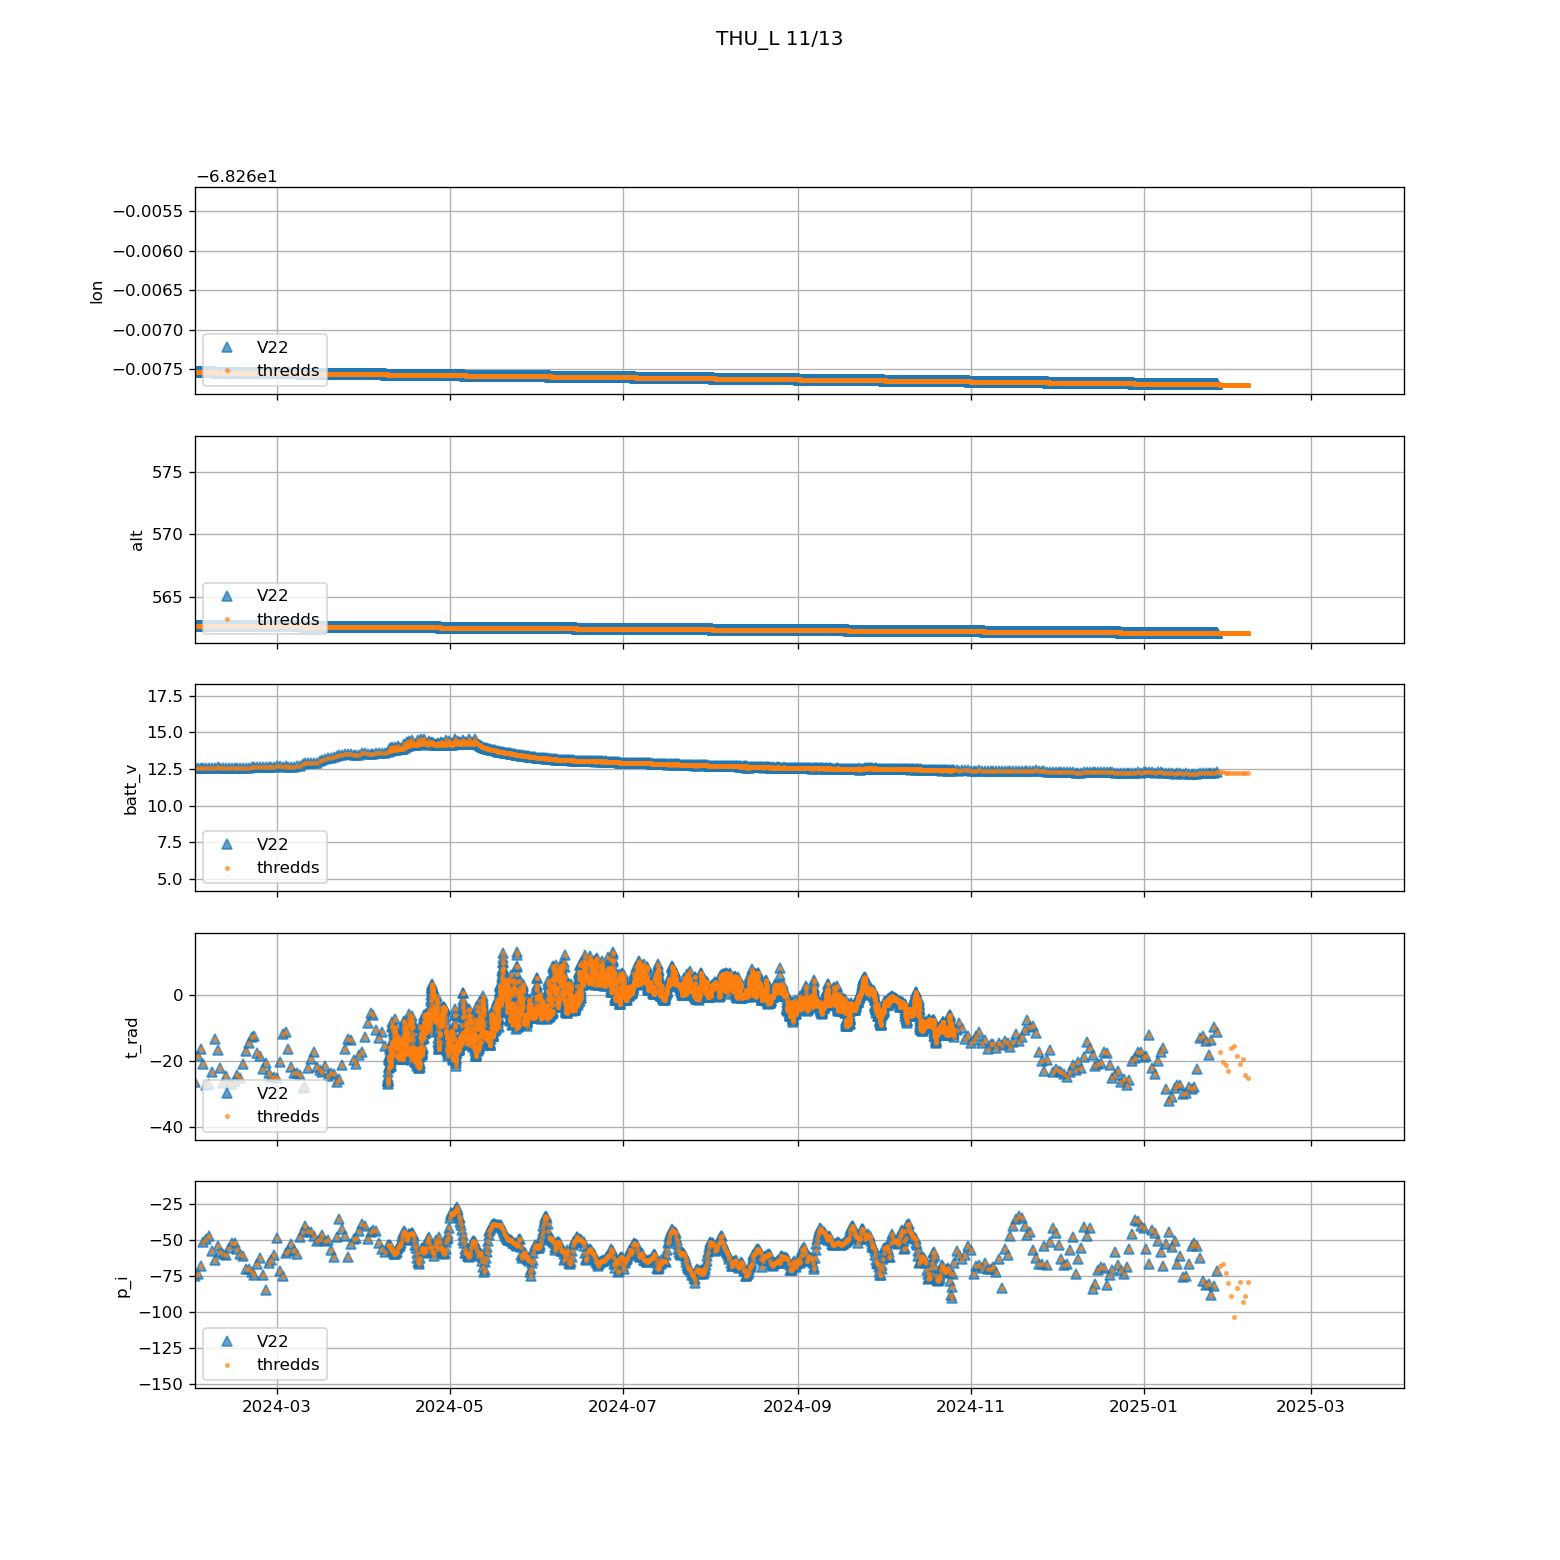 THU_L 11/13
−6.826e1
−0.0055
−0.0060
−0.0065
−0.0070
−0.0075
lon
V22
thredds
575
570
565
alt
V22
thredds
17.5
15.0
12.5
10.0
7.5
5.0
batt_v
V22
thredds
0
−20
−40
t_rad
V22
thredds
−25
−50
−75
−100
−125
−150
p_i
V22
thredds
2024-03 2024-05 2024-07 2024-09 2024-11 2025-01 2025-03